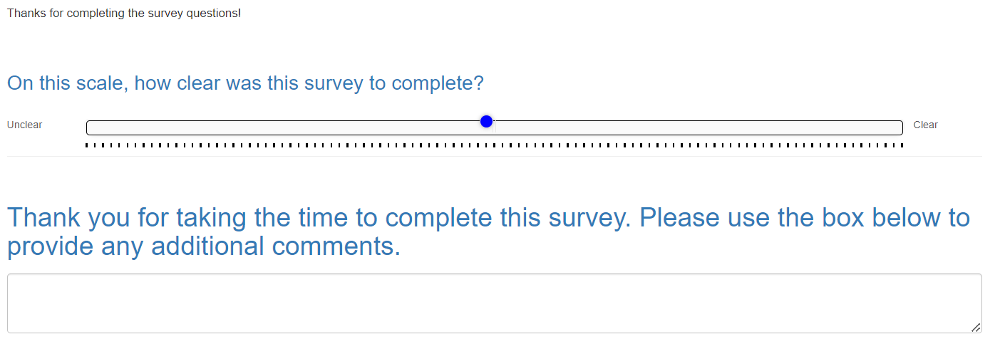 Thanks for completing the survey questions!
On this scale, how clear was this survey to complete?
Unclear
Clear
Thank you for taking the time to complete this survey. Please use the box below to
provide any additional comments.